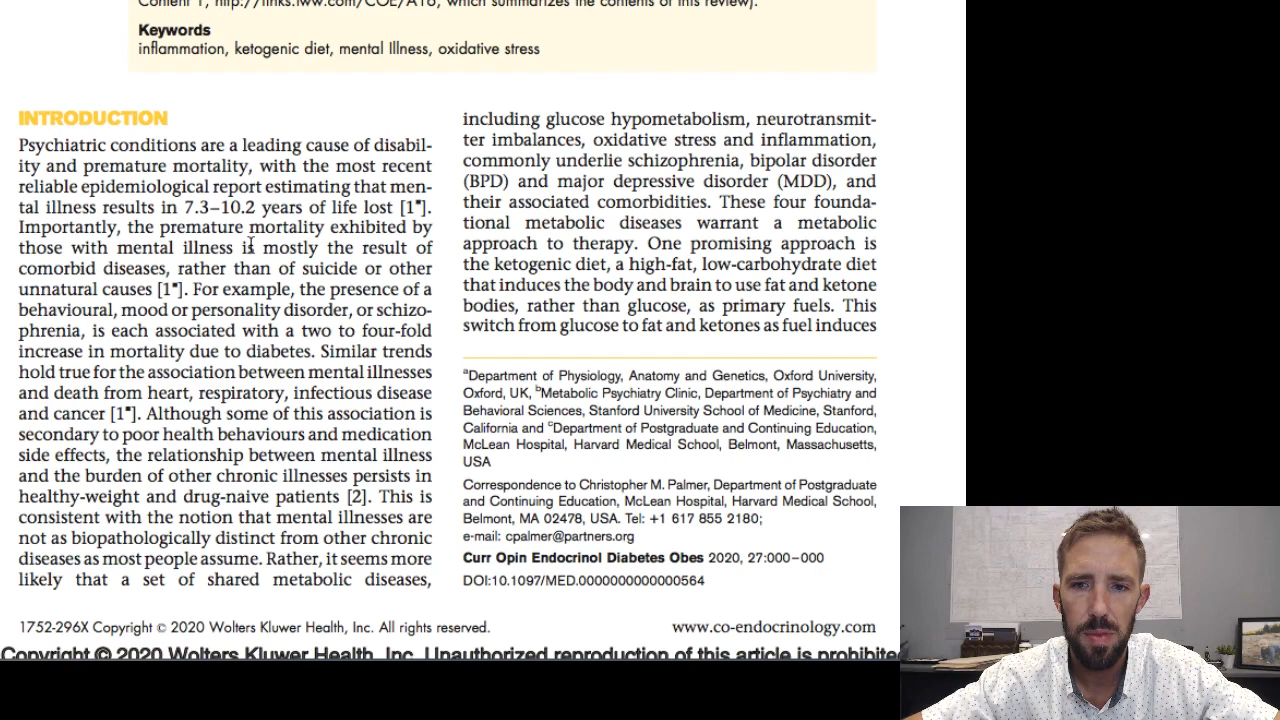 Content 1, http://links.lww.com/COE/A16, which summarizes the contents of this review].
Keywords
inflammation, ketogenic diet, mental Illness, oxidative stress
INTRODUCTION
Psychiatric conditions are a leading cause of disabil-
ity and premature mortality, with the most recent
reliable epidemiological report estimating that men-
tal illness results in 7.3–10.2 years of life lost [1▪].
Importantly, the premature mortality exhibited by
those with mental illness is mostly the result of
comorbid diseases, rather than of suicide or other
unnatural causes [1▪]. For example, the presence of a
behavioural, mood or personality disorder, or schizo-
phrenia, is each associated with a two to four-fold
increase in mortality due to diabetes. Similar trends
hold true for the association between mental illnesses
and death from heart, respiratory, infectious disease
and cancer [1▪]. Although some of this association is
secondary to poor health behaviours and medication
side effects, the relationship between mental illness
and the burden of other chronic illnesses persists in
healthy-weight and drug-naive patients [2]. This is
consistent with the notion that mental illnesses are
not as biopathologically distinct from other chronic
diseases as most people assume. Rather, it seems more
likely that a set of shared metabolic diseases,
including glucose hypometabolism, neurotransmit-
ter imbalances, oxidative stress and inflammation,
commonly underlie schizophrenia, bipolar disorder
(BPD) and major depressive disorder (MDD), and
their associated comorbidities. These four founda-
tional metabolic diseases warrant a metabolic
approach to therapy. One promising approach is
the ketogenic diet, a high-fat, low-carbohydrate diet
that induces the body and brain to use fat and ketone
bodies, rather than glucose, as primary fuels. This
switch from glucose to fat and ketones as fuel induces
aDepartment of Physiology, Anatomy and Genetics, Oxford University,
Oxford, UK, bMetabolic Psychiatry Clinic, Department of Psychiatry and
Behavioral Sciences, Stanford University School of Medicine, Stanford,
California and cDepartment of Postgraduate and Continuing Education,
McLean Hospital, Harvard Medical School, Belmont, Massachusetts,
USA
Correspondence to Christopher M. Palmer, Department of Postgraduate
and Continuing Education, McLean Hospital, Harvard Medical School,
Belmont, MA 02478, USA. Tel: +1 617 855 2180;
e-mail: cpalmer@partners.org
Curr Opin Endocrinol Diabetes Obes 2020, 27:000–000
DOI:10.1097/MED.0000000000000564
1752-296X Copyright © 2020 Wolters Kluwer Health, Inc. All rights reserved.
www.co-endocrinology.com
Copyright © 2020 Wolters Kluwer Health, Inc. Unauthorized reproduction of this article is prohibited